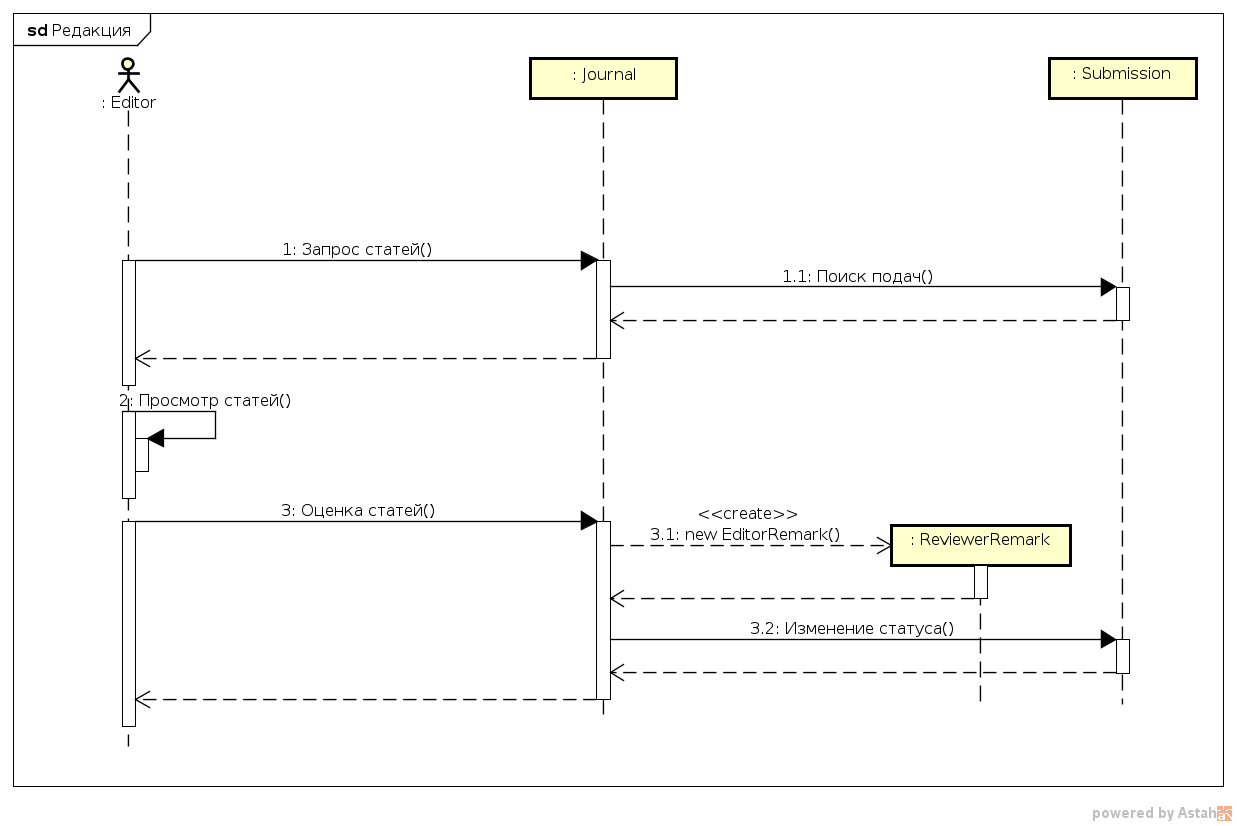 sd Редакция
: Editor
: Journal
: Submission
1: Запрос статей()
1.1: Поиск подач()
2: Просмотр статей()
3: Оценка статей()
<<create>>
3.1: new EditorRemark()
: ReviewerRemark
3.2: Изменение статуса()
powered by Astah